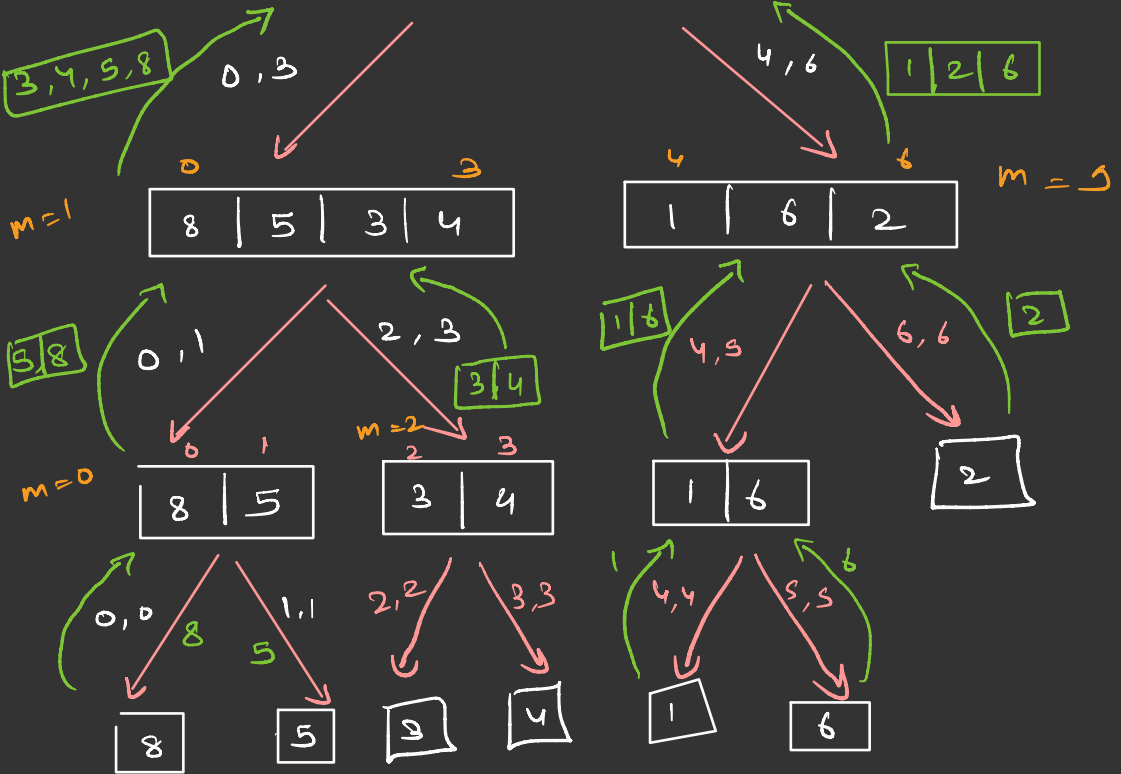 3, 4, 5, 8
0, 3
4, 6
1 | 2 | 6
0 3
4 6
m=1
8 | 5 | 3 | 4
1 | 6 | 2
5 | 8
0, 1
2, 3
3 | 4
1 | 6
4, 5
6, 6
2
m=0
0 1
8 | 5
m=2
2 3
3 | 4
1 | 6
2
0, 0
8
1, 1
5
2, 2
3, 3
1
4, 4
5, 5
6
8
5
3
4
1
6